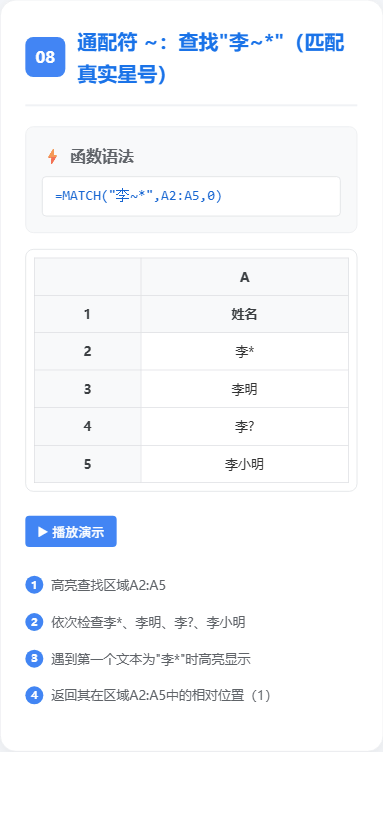 08
通配符 ~：查找"李~*"（匹配
真实星号）
函数语法
=MATCH("李~*",A2:A5,0)
A
1 姓名
2 李*
3 李明
4 李?
5 李小明
▶ 播放演示
1 高亮查找区域A2:A5
2 依次检查李*、李明、李?、李小明
3 遇到第一个文本为"李*"时高亮显示
4 返回其在区域A2:A5中的相对位置（1）